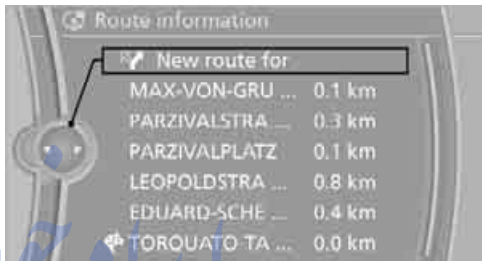 Route information
New route for
MAX-VON-GRU ... 0.1 km
PARZIVALSTRA ... 0.3 km
PARZIVALPLATZ 0.1 km
LEOPOLDSTRA ... 0.8 km
EDUARD-SCHE ... 0.4 km
TORQUATO-TA ... 0.0 km